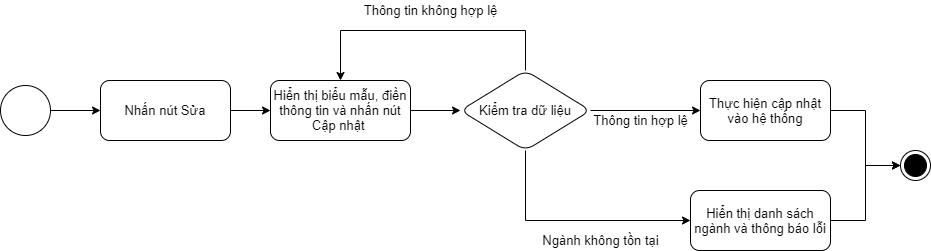 Thông tin không hợp lệ
Nhấn nút Sửa
Hiển thị biểu mẫu, điền
thông tin và nhấn nút
Cập nhật
Kiểm tra dữ liệu
Thông tin hợp lệ
Thực hiện cập nhật
vào hệ thống
Ngành không tồn tại
Hiển thị danh sách
ngành và thông báo lỗi